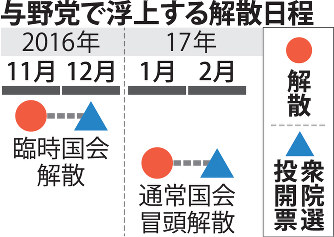 与野党で浮上する解散日程
2016年
17年
11月
12月
1月
2月
臨時国会
解散
通常国会
冒頭解散
解散
衆院選
投開票